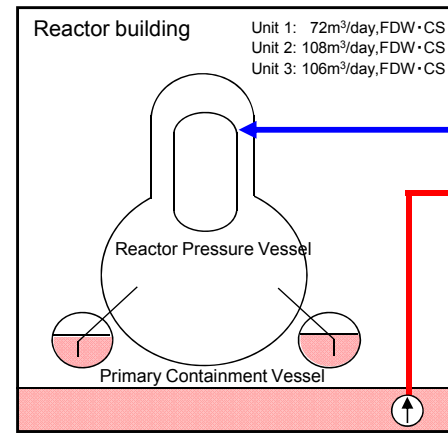 Reactor building
Unit 1: 72m³/day,FDW・CS
Unit 2: 108m³/day,FDW・CS
Unit 3: 106m³/day,FDW・CS
Reactor Pressure Vessel
Primary Containment Vessel